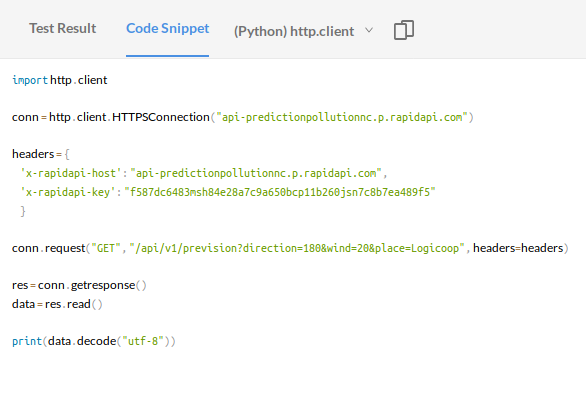 Test Result Code Snippet (Python) http.client
import http.client
conn = http.client.HTTPSConnection("api-predictionpollutionnc.p.rapidapi.com")
headers = {
'x-rapidapi-host': "api-predictionpollutionnc.p.rapidapi.com",
'x-rapidapi-key': "f587dc6483msh84e28a7c9a650bcp11b260jsn7c8b7ea489f5"
}
conn.request("GET", "/api/v1/prevision?direction=180&wind=20&place=Logicoop", headers=headers)
res = conn.getresponse()
data = res.read()
print(data.decode("utf-8"))